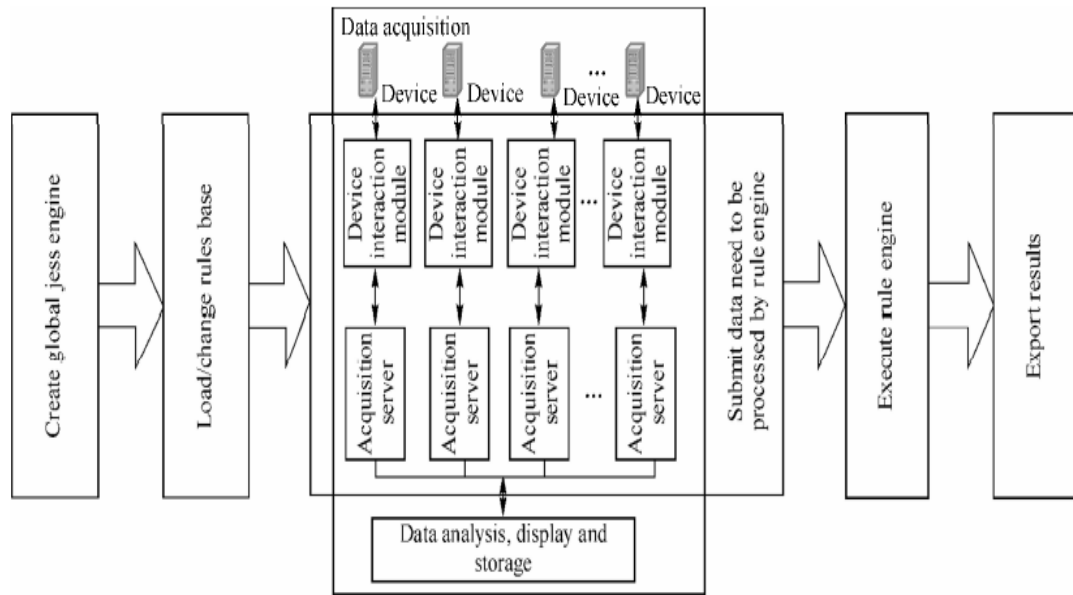 Data acquisition
...
Device
Device
Device
Device
Create global jess engine
Load/change rules base
Device
interaction
module
Device
interaction
module
Device
interaction
module
...
...
Device
interaction
module
Acquisition
server
Acquisition
server
Acquisition
server
...
Acquisition
server
Submit data need to be
processed by rule engine
Execute rule engine
Export results
Data analysis, display and
storage